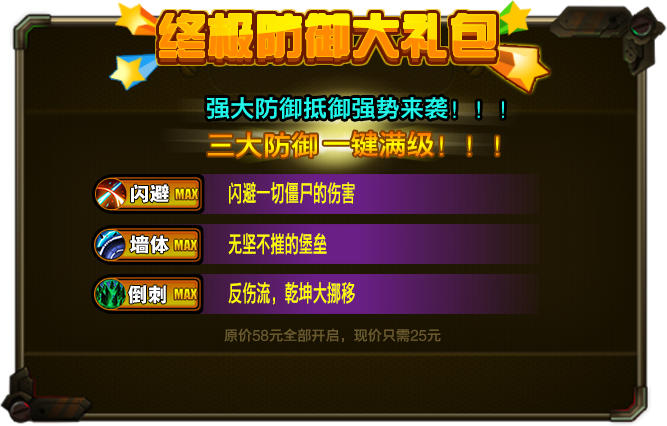 终极防御大礼包
强大防御抵御强势来袭！！！
三大防御 一键满级！！！
闪避 MAX 闪避一切僵尸的伤害
墙体 MAX 无坚不摧的堡垒
倒刺 MAX 反伤流，乾坤大挪移
原价58元全部开启，现价只需25元